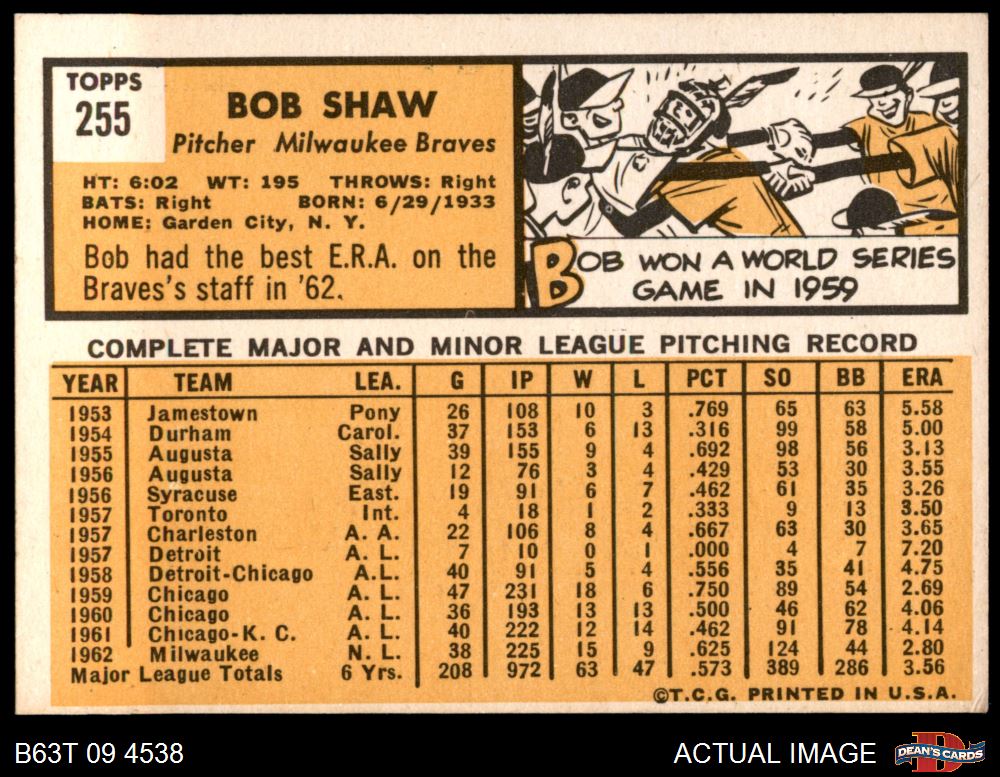 TOPPS
255
BOB SHAW
Pitcher Milwaukee Braves
HT: 6:02 WT: 195 THROWS: Right
BATS: Right BORN: 6/29/1933
HOME: Garden City, N. Y.
Bob had the best E.R.A. on the
Braves's staff in '62.
BOB WON A WORLD SERIES
GAME IN 1959
COMPLETE MAJOR AND MINOR LEAGUE PITCHING RECORD
YEAR TEAM LEA. G IP W L PCT SO BB ERA
1953 Jamestown Pony 26 108 10 3 .769 65 63 5.58
1954 Durham Carol. 37 153 6 13 .316 99 58 5.00
1955 Augusta Sally 39 155 9 4 .692 98 56 3.13
1956 Augusta Sally 12 76 3 4 .429 53 30 3.55
1956 Syracuse East. 19 91 6 7 .462 61 35 3.26
1957 Toronto Int. 4 18 1 2 .333 9 13 3.50
1957 Charleston A. A. 22 106 8 4 .667 63 30 3.65
1957 Detroit A. L. 7 10 0 1 .000 4 7 7.20
1958 Detroit-Chicago A.L. 40 91 5 4 .556 35 41 4.75
1959 Chicago A. L. 47 231 18 6 .750 89 54 2.69
1960 Chicago A. L. 36 193 13 13 .500 46 62 4.06
1961 Chicago-K. C. A. L. 40 222 12 14 .462 91 78 4.14
1962 Milwaukee N. L. 38 225 15 9 .625 124 44 2.80
Major League Totals 6 Yrs. 208 972 63 47 .573 389 286 3.56
©T.C.G. PRINTED IN U.S.A.
B63T 09 4538
ACTUAL IMAGE
DEAN'S CARDS